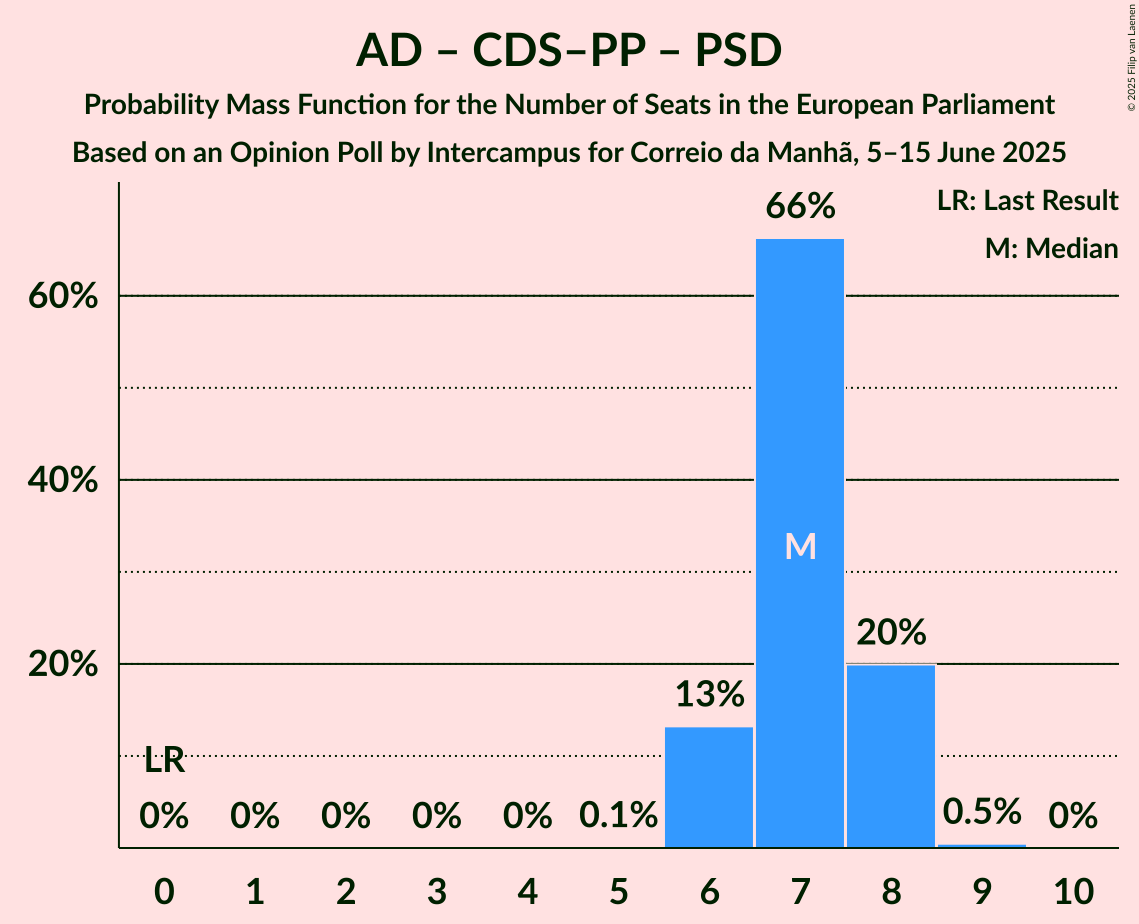 AD – CDS–PP – PSD
Probability Mass Function for the Number of Seats in the European Parliament
Based on an Opinion Poll by Intercampus for Correio da Manhã, 5–15 June 2025
© 2025 Filip van Laenen
LR: Last Result
M: Median
66%
60%
40%
M
20%
20%
13%
LR
0%
0%
0%
0%
0%
0.1%
0.5%
0%
0 1 2 3 4 5 6 7 8 9 10